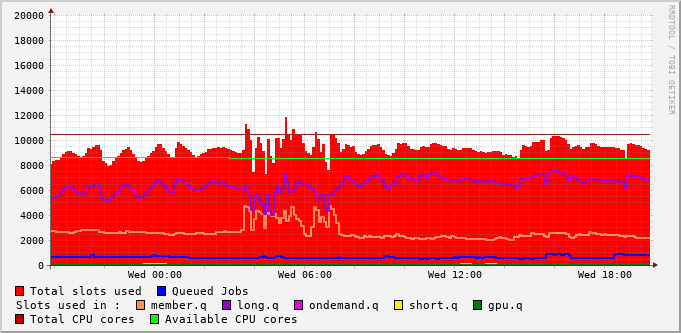 20000
18000
16000
14000
12000
10000
8000
6000
4000
2000
0
Wed 00:00 Wed 06:00 Wed 12:00 Wed 18:00
RRDTOOL / TOBI OETIKER
Total slots used Queued Jobs
Slots used in : member.q long.q ondemand.q short.q gpu.q
Total CPU cores Available CPU cores